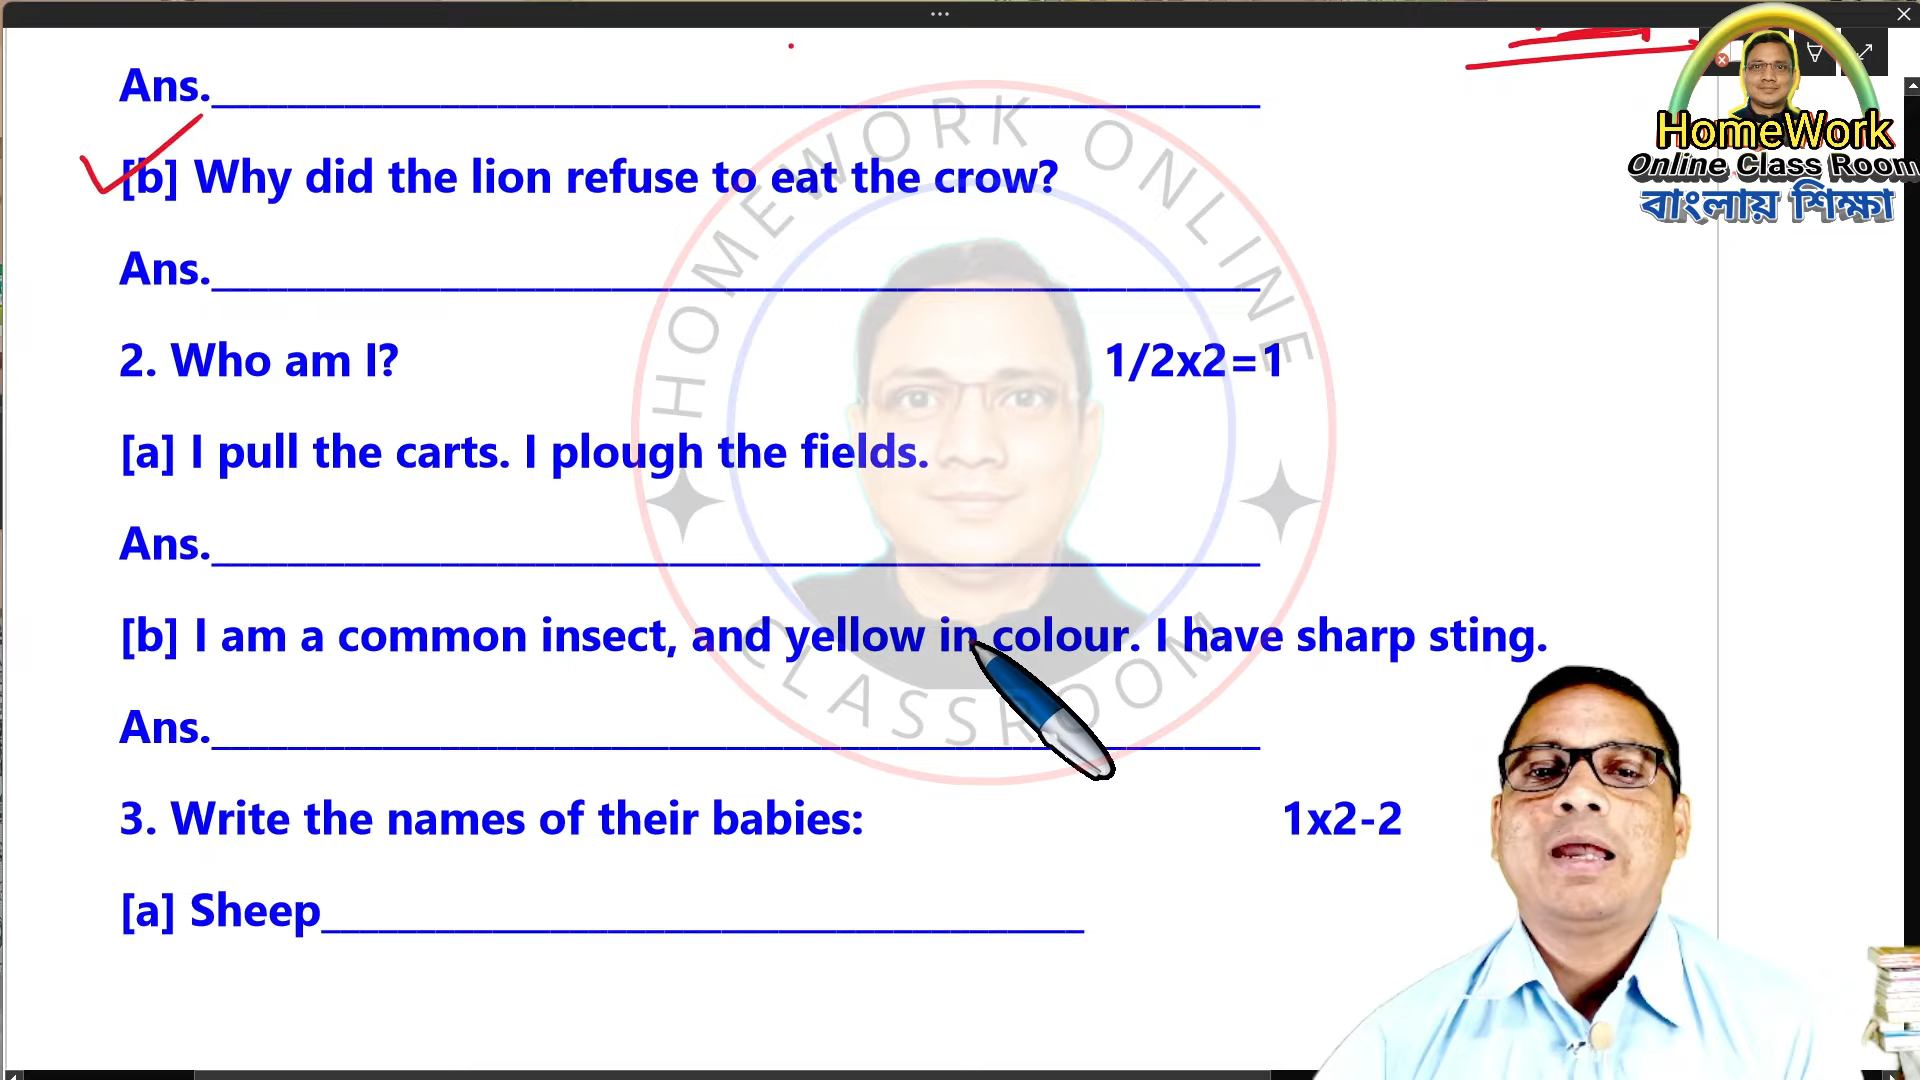 Ans.
[b] Why did the lion refuse to eat the crow?
Ans.
2. Who am I? 1/2x2=1
[a] I pull the carts. I plough the fields.
Ans.
[b] I am a common insect, and yellow in colour. I have sharp sting.
Ans.
3. Write the names of their babies: 1x2-2
[a] Sheep
HOMEWORK ONLINE
CLASSROOM
HomeWork
Online Class Room
বাংলায় শিক্ষা